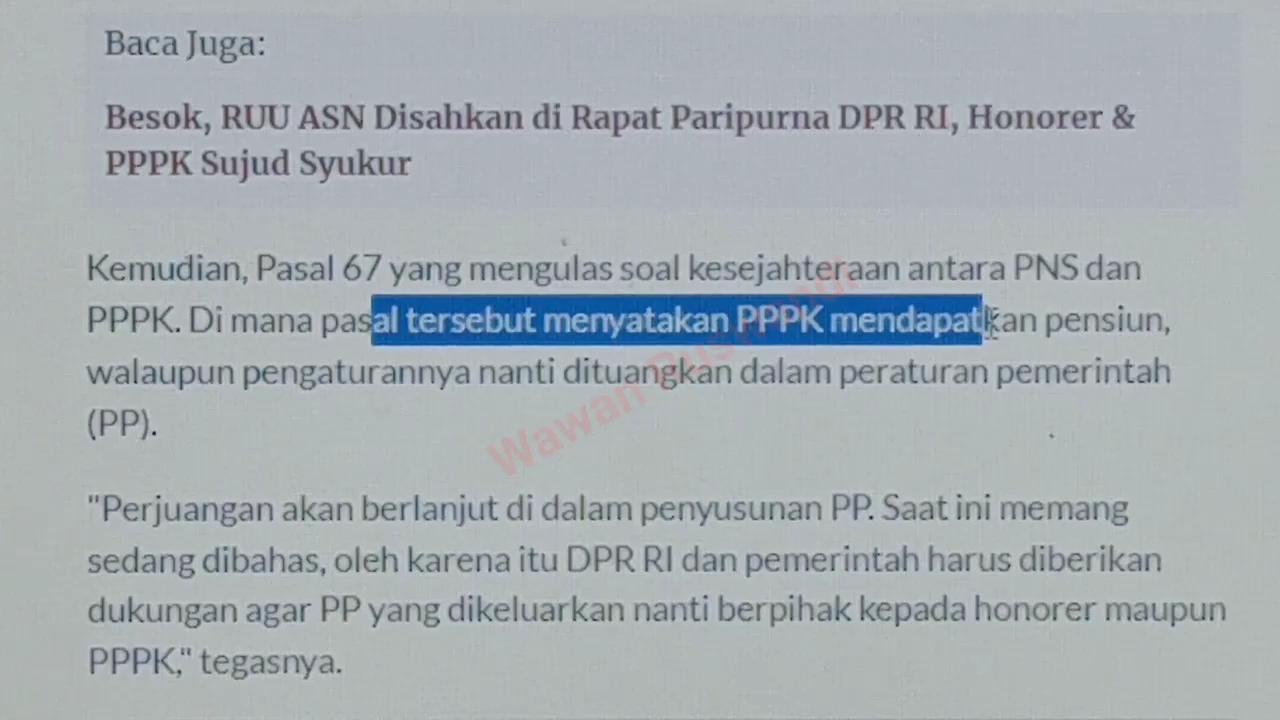 Baca Juga:
Besok, RUU ASN Disahkan di Rapat Paripurna DPR RI, Honorer &
PPPK Sujud Syukur
Kemudian, Pasal 67 yang mengulas soal kesejahteraan antara PNS dan
PPPK. Di mana pasal tersebut menyatakan PPPK mendapatkan pensiun,
walaupun pengaturannya nanti dituangkan dalam peraturan pemerintah
(PP).
"Perjuangan akan berlanjut di dalam penyusunan PP. Saat ini memang
sedang dibahas, oleh karena itu DPR RI dan pemerintah harus diberikan
dukungan agar PP yang dikeluarkan nanti berpihak kepada honorer maupun
PPPK," tegasnya.
Wawan